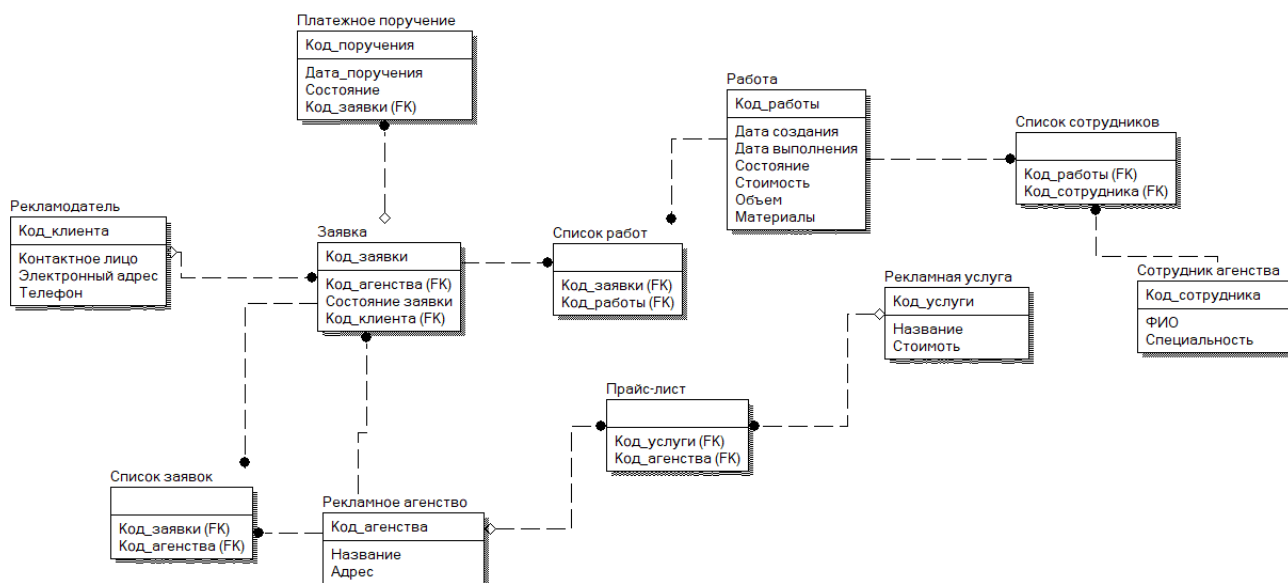 Платежное поручение
Код_поручения
Дата_поручения
Состояние
Код_заявки (FK)
Работа
Код_работы
Дата создания
Дата выполнения
Состояние
Стоимость
Объем
Материалы
Список сотрудников
Код_работы (FK)
Код_сотрудника (FK)
Рекламодатель
Код_клиента
Контактное лицо
Электронный адрес
Телефон
Заявка
Код_заявки
Код_агенства (FK)
Состояние заявки
Код_клиента (FK)
Список работ
Код_заявки (FK)
Код_работы (FK)
Рекламная услуга
Код_услуги
Название
Стоимоть
Сотрудник агенства
Код_сотрудника
ФИО
Специальность
Прайс-лист
Код_услуги (FK)
Код_агенства (FK)
Список заявок
Код_заявки (FK)
Код_агенства (FK)
Рекламное агенство
Код_агенства
Название
Адрес